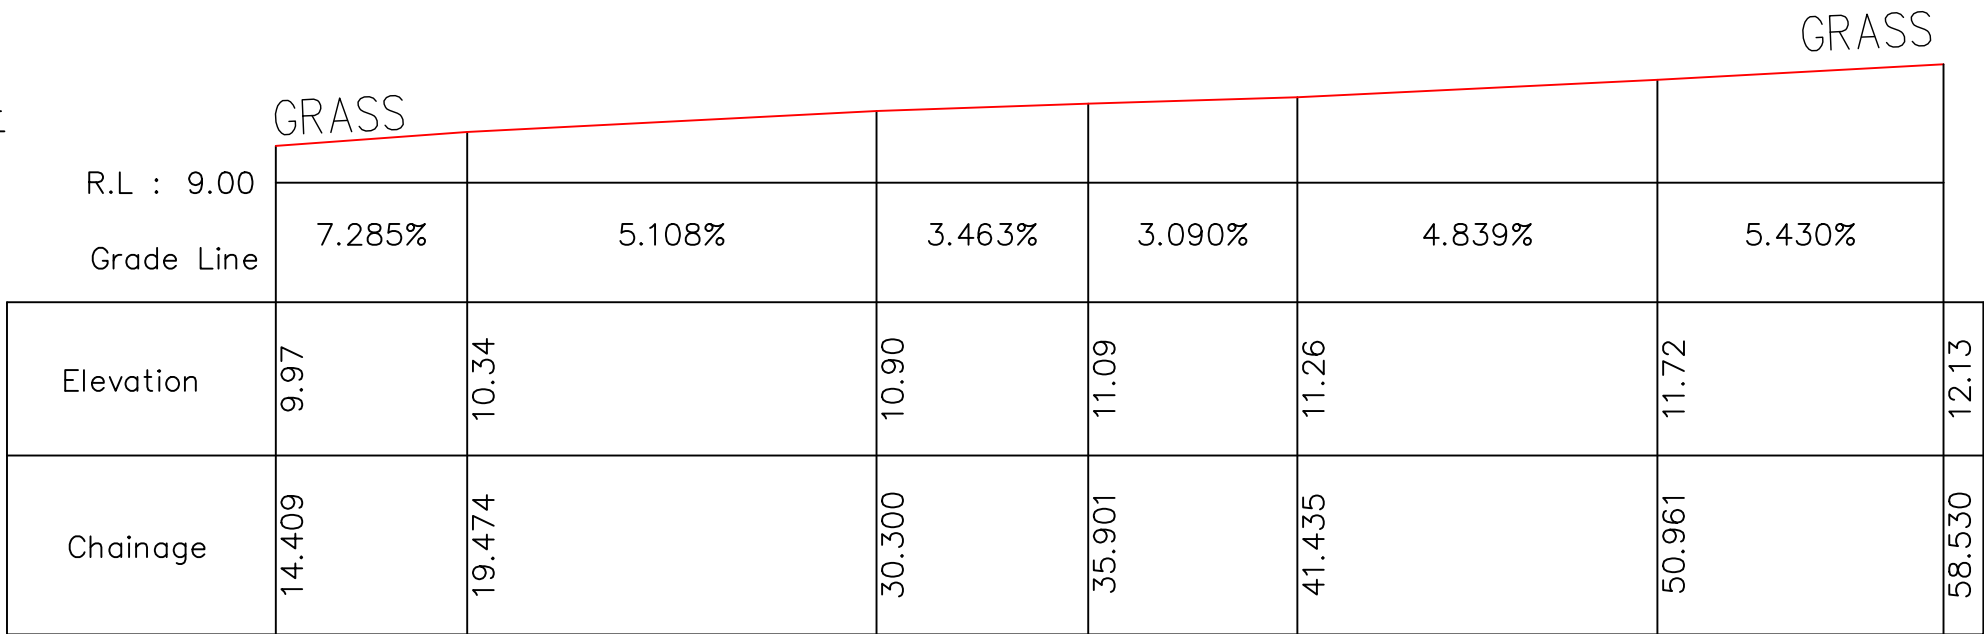 GRASS
GRASS
R.L : 9.00
7.285% 5.108% 3.463% 3.090% 4.839% 5.430%
Grade Line
Elevation 9.97 10.34 10.90 11.09 11.26 11.72 12.13
Chainage 14.409 19.474 30.300 35.901 41.435 50.961 58.530